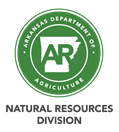 ARKANSAS DEPARTMENT OF
AR
AGRICULTURE
NATURAL RESOURCES
DIVISION